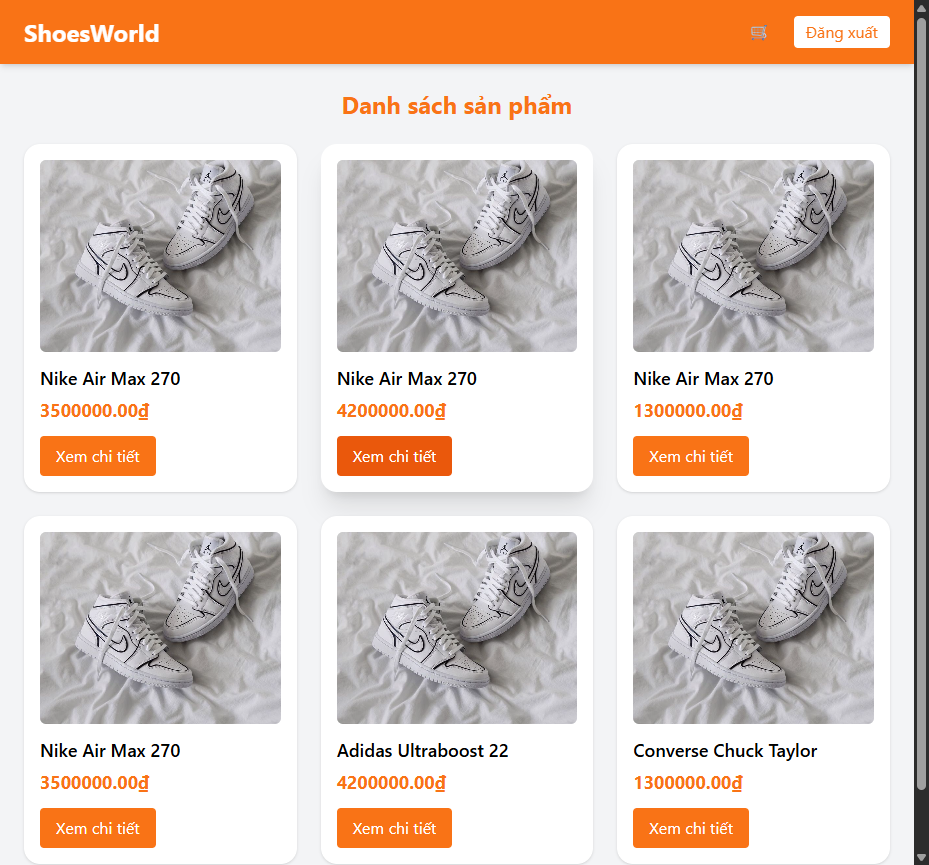 ShoesWorld
Đăng xuất
Danh sách sản phẩm
Nike Air Max 270
3500000.00₫
Xem chi tiết
Nike Air Max 270
4200000.00₫
Xem chi tiết
Nike Air Max 270
1300000.00₫
Xem chi tiết
Nike Air Max 270
3500000.00₫
Xem chi tiết
Adidas Ultraboost 22
4200000.00₫
Xem chi tiết
Converse Chuck Taylor
1300000.00₫
Xem chi tiết